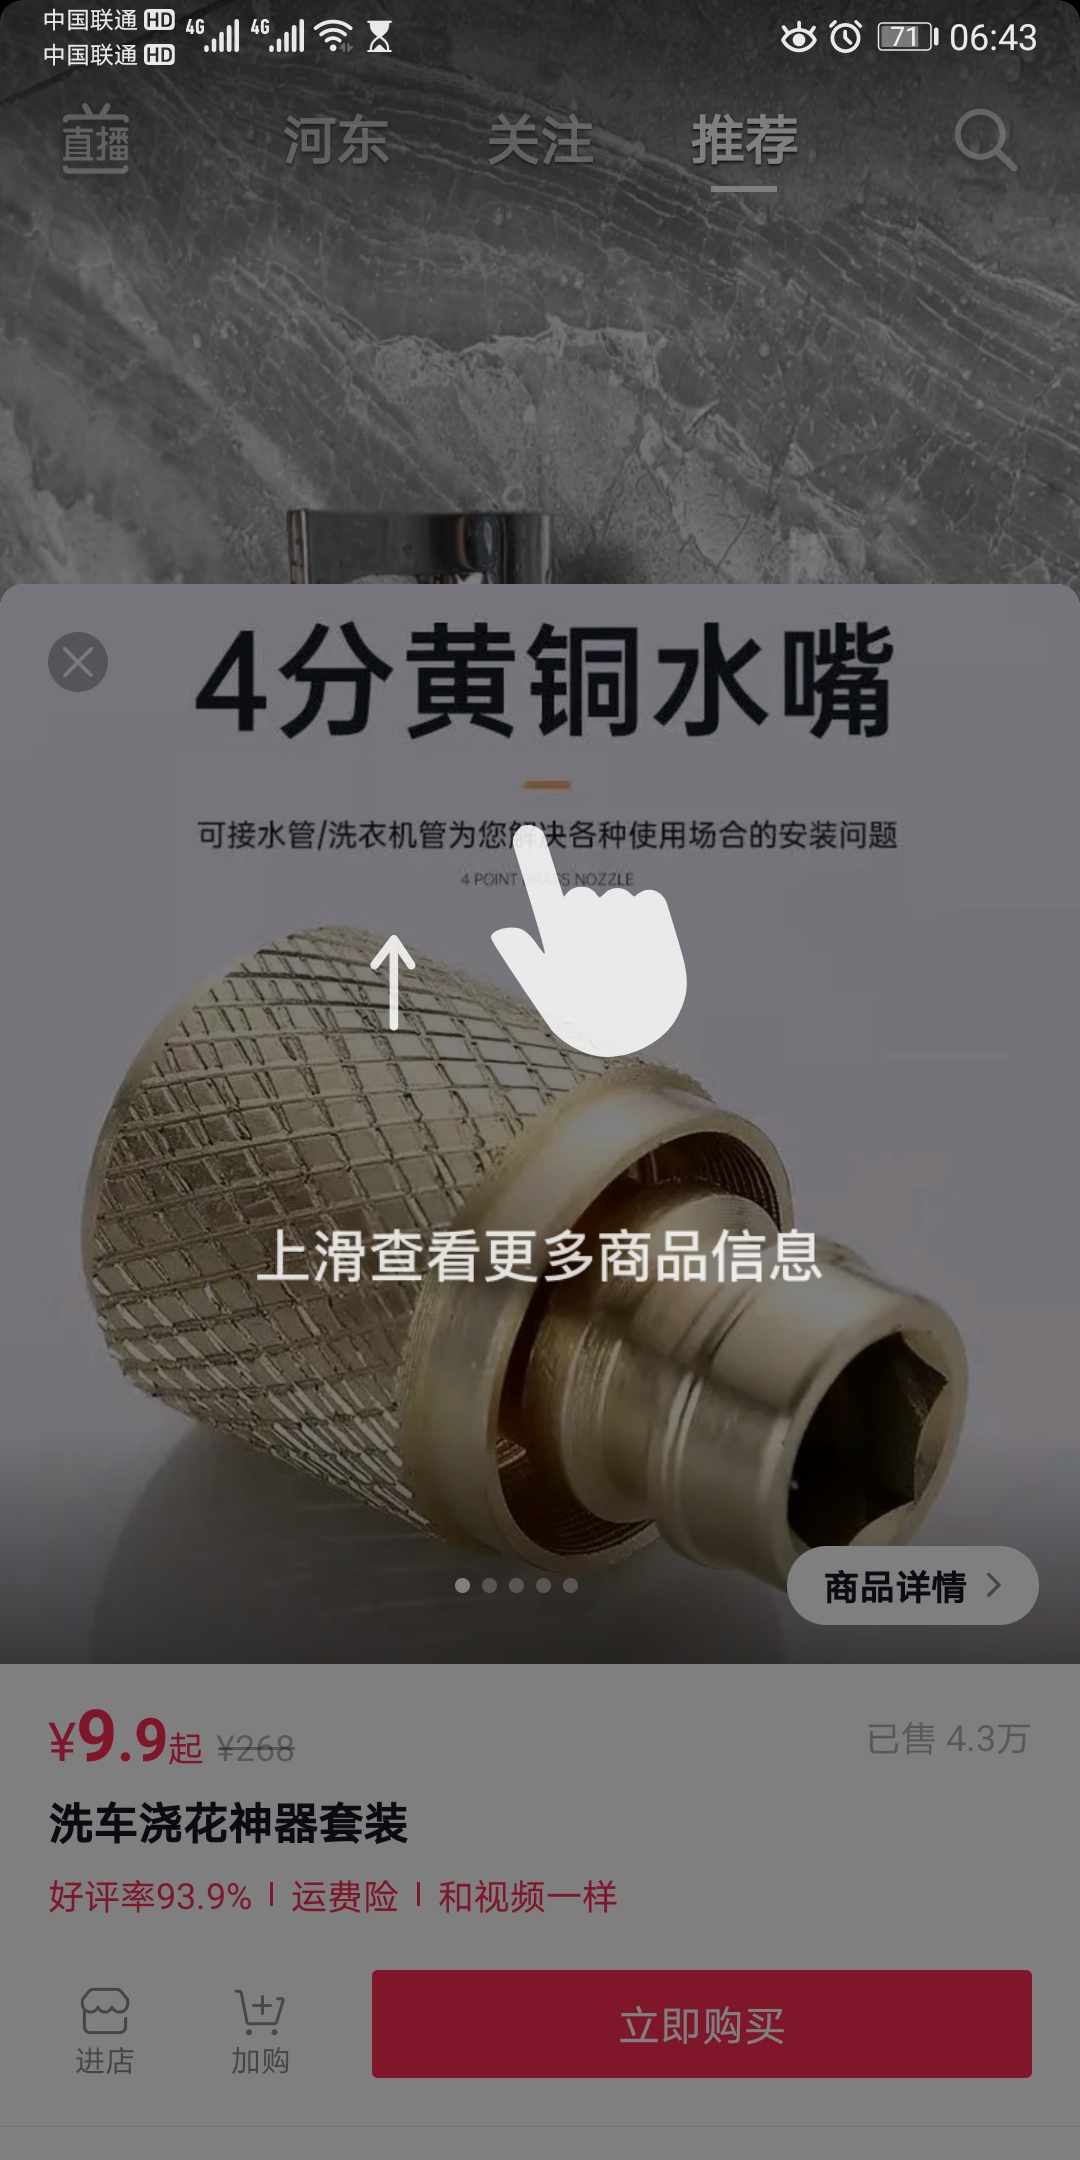 中国联通 HD 4G 4G 71 06:43
中国联通 HD
直播 河东 关注 推荐
4分黄铜水嘴
可接水管/洗衣机管为您解决各种使用场合的安装问题
4 POINT BRASS NOZZLE
上滑查看更多商品信息
商品详情
¥9.9起 ¥268 已售 4.3万
洗车浇花神器套装
好评率93.9% 运费险 和视频一样
进店 加购 立即购买